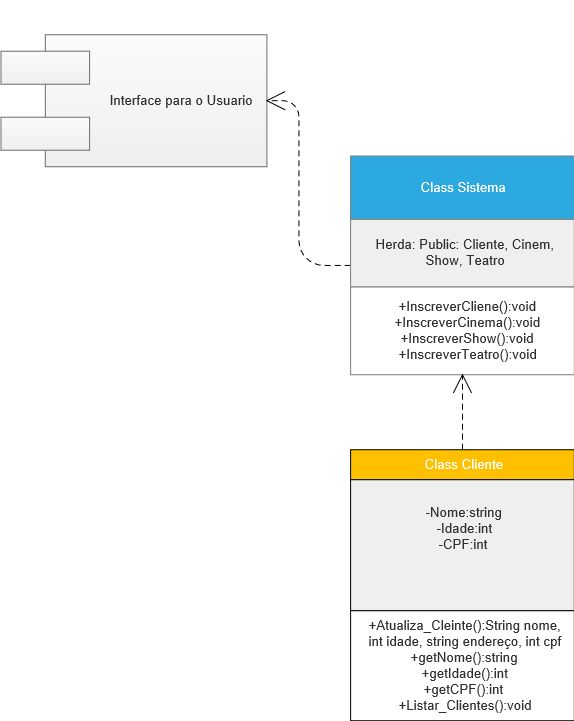 Interface para o Usuario
Class Sistema
Herda: Public: Cliente, Cinem,
Show, Teatro
+InscreverCliene():void
+InscreverCinema():void
+InscreverShow():void
+InscreverTeatro():void
Class Cliente
-Nome:string
-Idade:int
-CPF:int
+Atualiza_Cleinte():String nome,
int idade, string endereço, int cpf
+getNome():string
+getIdade():int
+getCPF():int
+Listar_Clientes():void